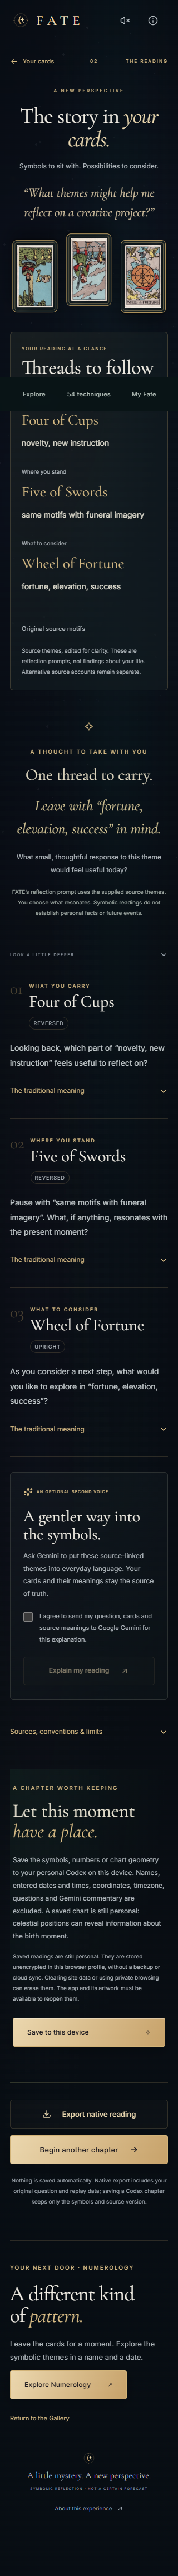 FATE
Your cards
02 THE READING
A NEW PERSPECTIVE
The story in your
cards.
Symbols to sit with. Possibilities to consider.
“What themes might help me
reflect on a creative project?”
YOUR READING AT A GLANCE
Threads to follow
Explore 54 techniques My Fate
Four of Cups
novelty, new instruction
Where you stand
Five of Swords
same motifs with funeral imagery
What to consider
Wheel of Fortune
fortune, elevation, success
Original source motifs
Source themes, edited for clarity. These are
reflection prompts, not findings about your life.
Alternative source accounts remain separate.
A THOUGHT TO TAKE WITH YOU
One thread to carry.
Leave with “fortune,
elevation, success” in mind.
What small, thoughtful response to this theme
would feel useful today?
FATE’s reflection prompt uses the supplied source themes.
You choose what resonates. Symbolic readings do not
establish personal facts or future events.
LOOK A LITTLE DEEPER
01 WHAT YOU CARRY
Four of Cups
REVERSED
Looking back, which part of “novelty, new
instruction” feels useful to reflect on?
The traditional meaning
02 WHERE YOU STAND
Five of Swords
REVERSED
Pause with “same motifs with funeral
imagery”. What, if anything, resonates with
the present moment?
The traditional meaning
03 WHAT TO CONSIDER
Wheel of Fortune
UPRIGHT
As you consider a next step, what would
you like to explore in “fortune, elevation,
success”?
The traditional meaning
AN OPTIONAL SECOND VOICE
A gentler way into
the symbols.
Ask Gemini to put these source-linked
themes into everyday language. Your
cards and their meanings stay the source
of truth.
I agree to send my question, cards and
source meanings to Google Gemini for
this explanation.
Explain my reading
Sources, conventions & limits
A CHAPTER WORTH KEEPING
Let this moment
have a place.
Save the symbols, numbers or chart geometry
to your personal Codex on this device. Names,
entered dates and times, coordinates, timezone,
questions and Gemini commentary are
excluded. A saved chart is still personal:
celestial positions can reveal information about
the birth moment.
Saved readings are still personal. They are stored
unencrypted in this browser profile, without a backup or
cloud sync. Clearing site data or using private browsing
can erase them. The app and its artwork must be
available to reopen them.
Save to this device
Export native reading
Begin another chapter
Nothing is saved automatically. Native export includes your
original question and replay data; saving a Codex chapter
keeps only the symbols and source version.
YOUR NEXT DOOR · NUMEROLOGY
A different kind
of pattern.
Leave the cards for a moment. Explore the
symbolic themes in a name and a date.
Explore Numerology
Return to the Gallery
A little mystery. A new perspective.
SYMBOLIC REFLECTION · NOT A CERTAIN FORECAST
About this experience